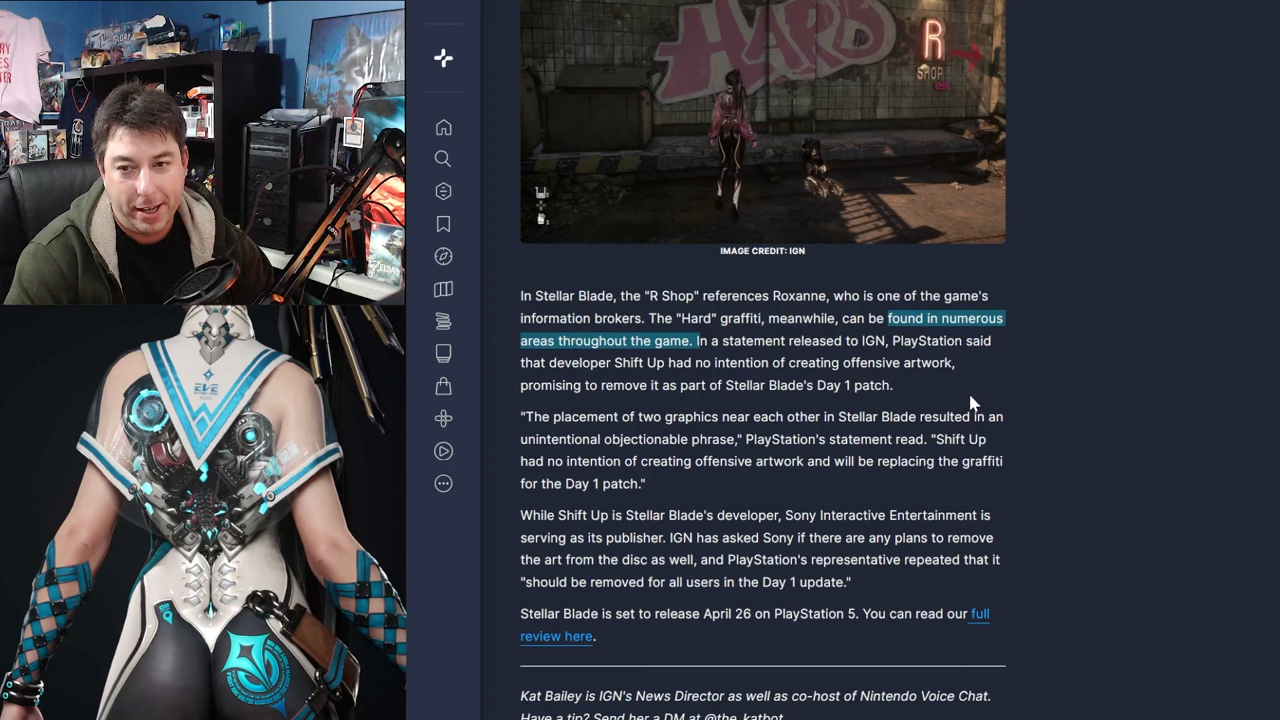 HARD
R
SHOP
IMAGE CREDIT: IGN
In Stellar Blade, the "R Shop" references Roxanne, who is one of the game's
information brokers. The "Hard" graffiti, meanwhile, can be found in numerous
areas throughout the game. In a statement released to IGN, PlayStation said
that developer Shift Up had no intention of creating offensive artwork,
promising to remove it as part of Stellar Blade's Day 1 patch.
"The placement of two graphics near each other in Stellar Blade resulted in an
unintentional objectionable phrase," PlayStation's statement read. "Shift Up
had no intention of creating offensive artwork and will be replacing the graffiti
for the Day 1 patch."
While Shift Up is Stellar Blade's developer, Sony Interactive Entertainment is
serving as its publisher. IGN has asked Sony if there are any plans to remove
the art from the disc as well, and PlayStation's representative repeated that it
"should be removed for all users in the Day 1 update."
Stellar Blade is set to release April 26 on PlayStation 5. You can read our full
review here.
Kat Bailey is IGN's News Director as well as co-host of Nintendo Voice Chat.
Have a tip? Send her a DM at @the_katbot.
EVE